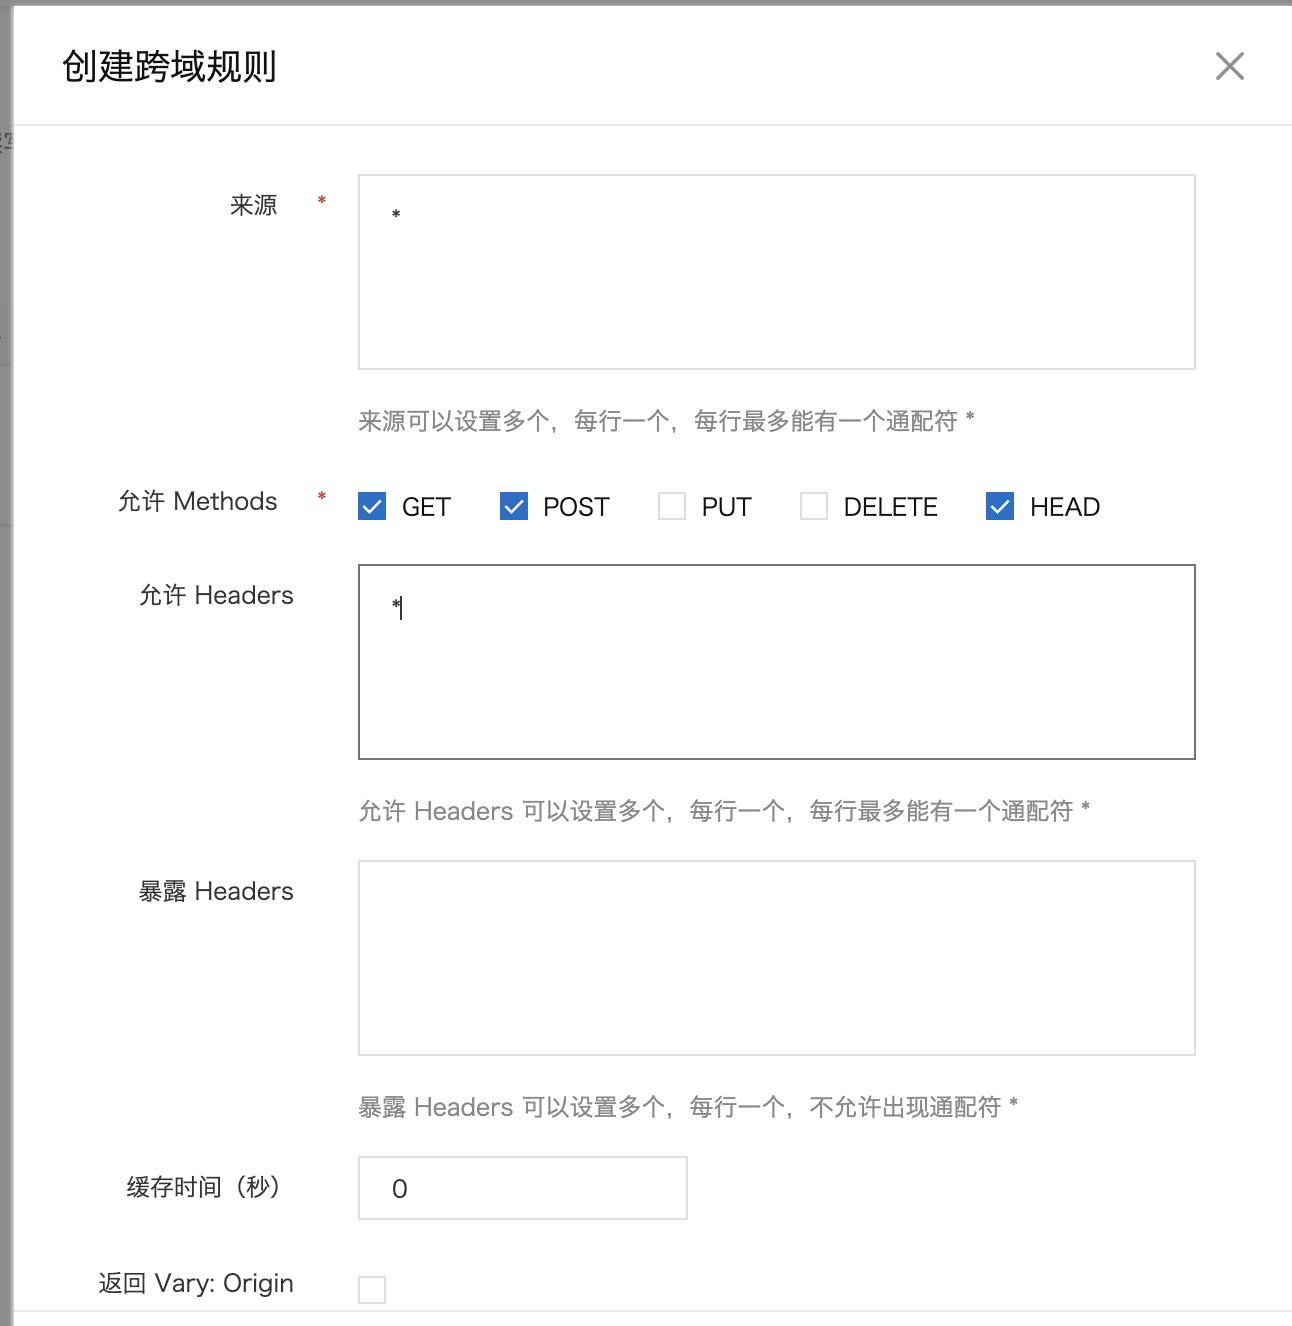 创建跨域规则
来源 *
*
来源可以设置多个，每行一个，每行最多能有一个通配符 *
允许 Methods * GET POST PUT DELETE HEAD
允许 Headers
*
允许 Headers 可以设置多个，每行一个，每行最多能有一个通配符 *
暴露 Headers
暴露 Headers 可以设置多个，每行一个，不允许出现通配符 *
缓存时间（秒） 0
返回 Vary: Origin